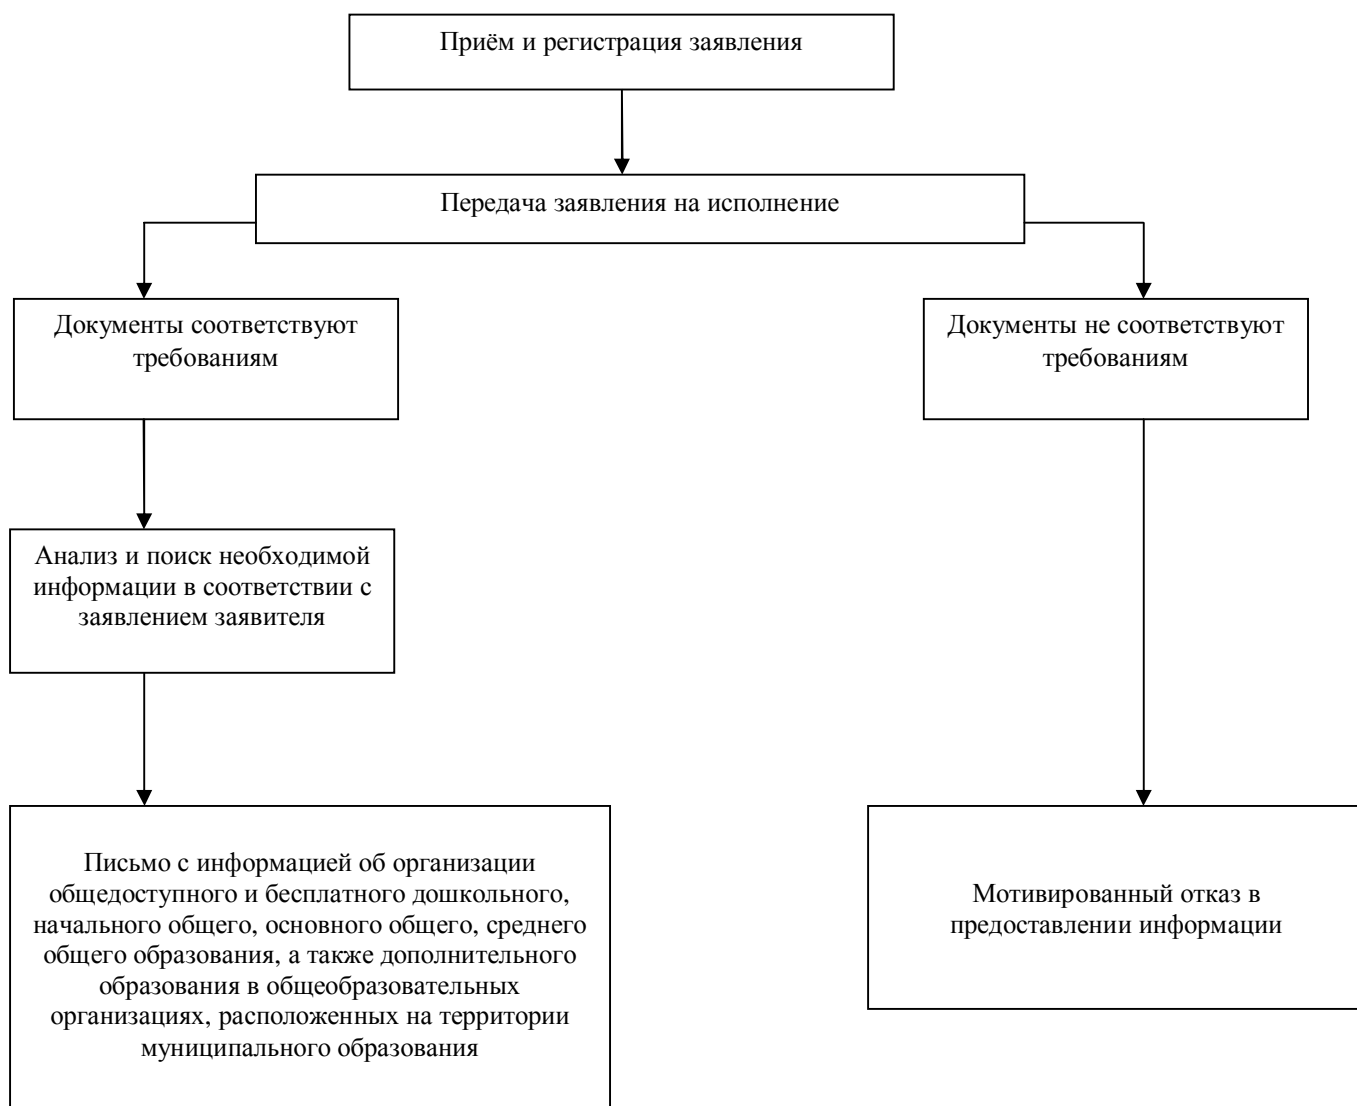 Приём и регистрация заявления
Передача заявления на исполнение
Документы соответствуют
требованиям
Документы не соответствуют
требованиям
Анализ и поиск необходимой
информации в соответствии с
заявлением заявителя
Письмо с информацией об организации
общедоступного и бесплатного дошкольного,
начального общего, основного общего, среднего
общего образования, а также дополнительного
образования в общеобразовательных
организациях, расположенных на территории
муниципального образования
Мотивированный отказ в
предоставлении информации